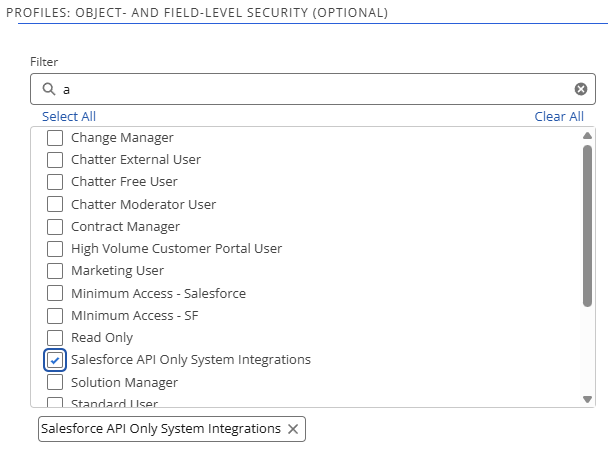 PROFILES: OBJECT- AND FIELD-LEVEL SECURITY (OPTIONAL)
Filter
a
Select All Clear All
Change Manager
Chatter External User
Chatter Free User
Chatter Moderator User
Contract Manager
High Volume Customer Portal User
Marketing User
Minimum Access - Salesforce
MInimum Access - SF
Read Only
Salesforce API Only System Integrations
Solution Manager
Standard User
Salesforce API Only System Integrations